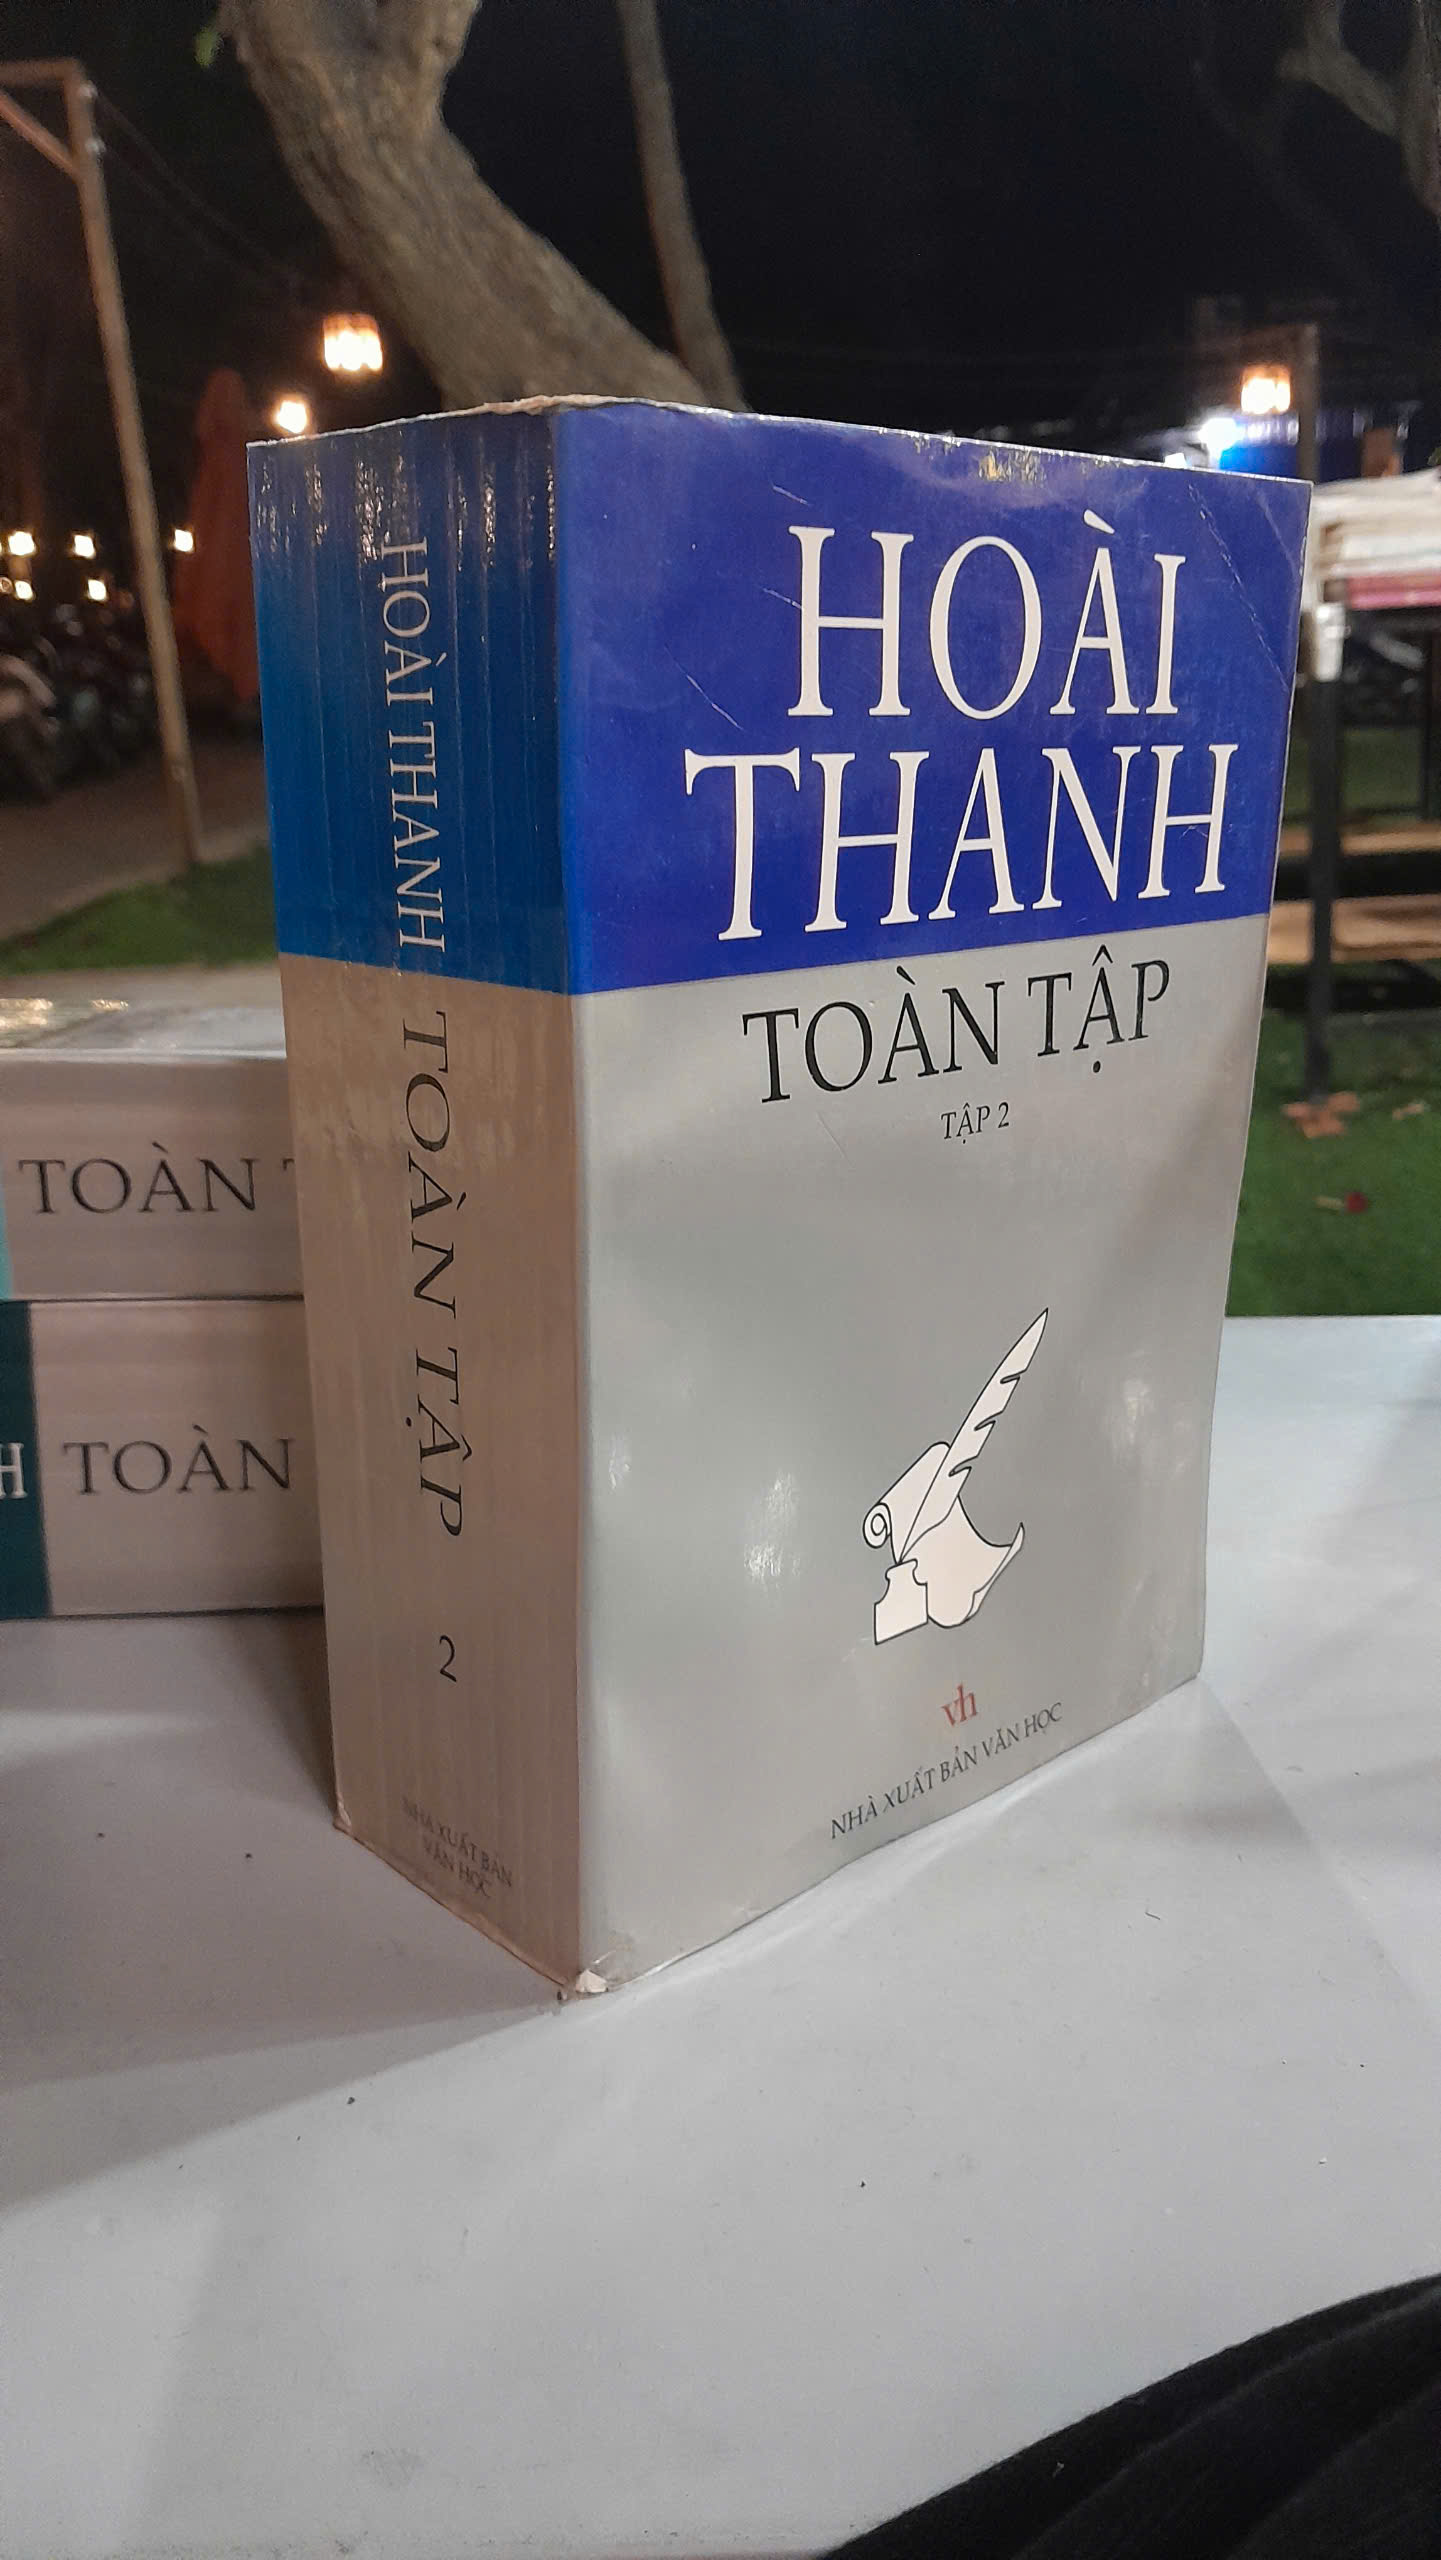 HOÀI
THANH
TOÀN TẬP
TẬP 2
vh
NHÀ XUẤT BẢN VĂN HỌC
HOÀI THANH TOÀN TẬP 2
NHÀ XUẤT BẢN
VĂN HỌC
TOÀN
H TOÀN